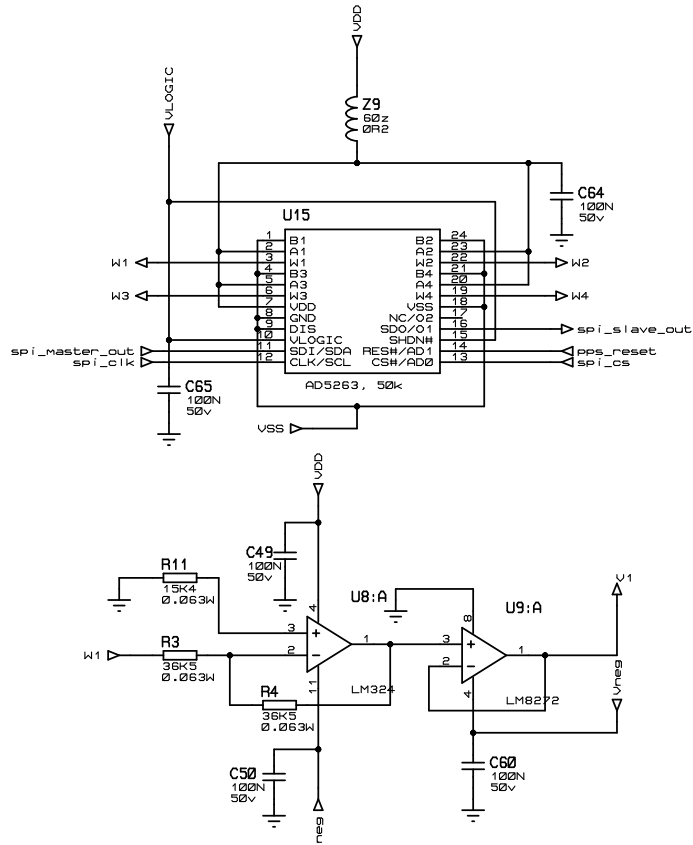 VDD
VLOGIC
Z9
60z
0R2
C64
100N
50v
U15
1 B1 B2 24
2 A1 A2 23
W1 3 W1 W2 22 W2
4 B3 B4 21
5 A3 A4 20
W3 6 W3 W4 19 W4
7 VDD VSS 18
8 GND NC/O2 17
9 DIS SDO/O1 16 spi_slave_out
10 VLOGIC SHDN# 15
spi_master_out 11 SDI/SDA RES#/AD1 14 pps_reset
spi_clk 12 CLK/SCL CS#/AD0 13 spi_cs
AD5263, 50k
C65
100N
50v
VSS
VDD
C49
100N
50v
R11
15K4
0.063W
U8:A
U9:A
V1
4
8
3
+
1
3
+
1
W1
R3
36K5
0.063W
2
-
2
-
11
4
LM324
LM8272
Vneg
R4
36K5
0.063W
C50
100N
50v
C60
100N
50v
neg